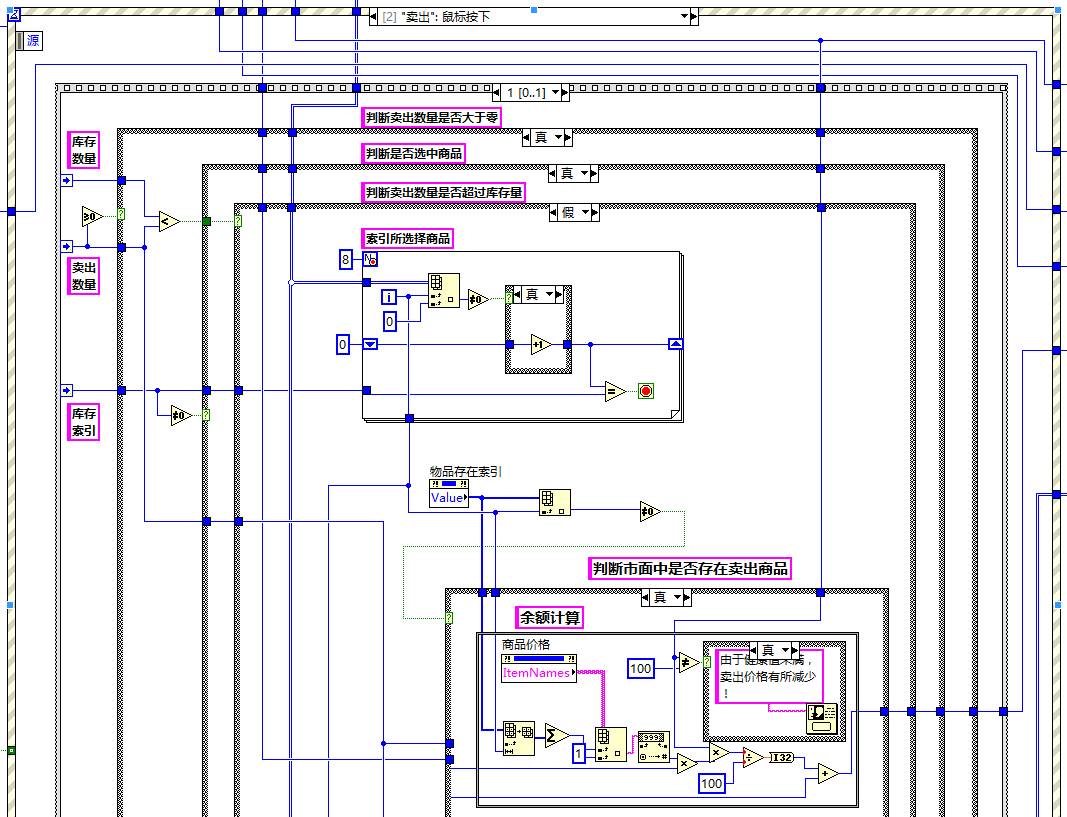 [2] "卖出": 鼠标按下
源
1 [0..1]
判断卖出数量是否大于零
真
库存
数量
判断是否选中商品
真
判断卖出数量是否超过库存量
假
≥0
?
<
?
卖出
数量
索引所选择商品
8
N
i
0
≠0
?
真
0
+1
=
库存
索引
≠0
?
物品存在索引
Value
≠0
判断市面中是否存在卖出商品
真
?
余额计算
商品价格
ItemNames
100
≠
?
真
由于健康值未满，
卖出价格有所减少
！
Σ
1
×
×
÷
I32
100
+